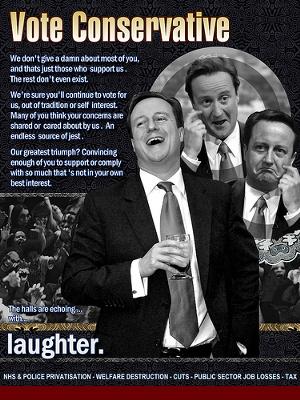 Vote Conservative
We don't give a damn about most of you,
and thats just those who support us .
The rest don't even exist.
We're sure you'll continue to vote for
us, out of tradition or self interest.
Many of you think your concerns are
shared or cared about by us . An
endless source of jest .
Our greatest triumph? Convincing
enough of you to support or comply
with so much that 's not in your own
best interest.
The halls are echoing ...
with...
laughter.
NHS & POLICE PRIVATISATION - WELFARE DESTRUCTION - CUTS - PUBLIC SECTOR JOB LOSSES - TAX